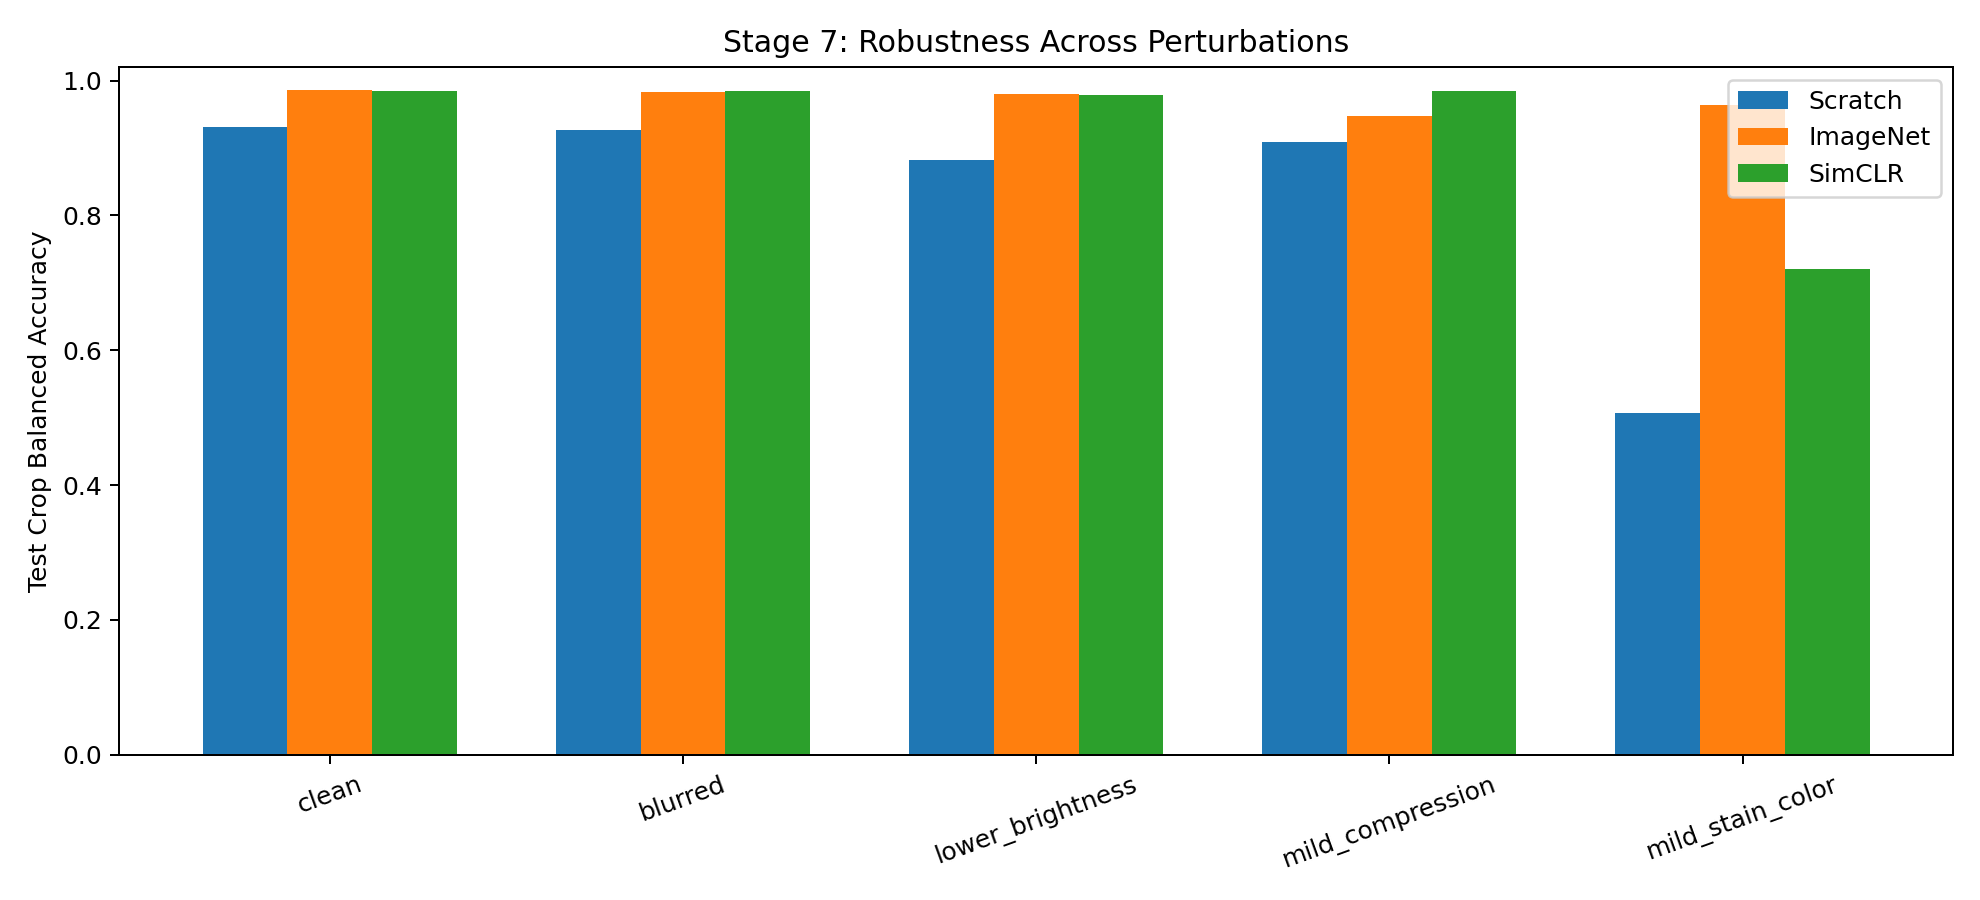 Stage 7: Robustness Across Perturbations
Test Crop Balanced Accuracy
1.0
0.8
0.6
0.4
0.2
0.0
Scratch
ImageNet
SimCLR
clean
blurred
lower_brightness
mild_compression
mild_stain_color